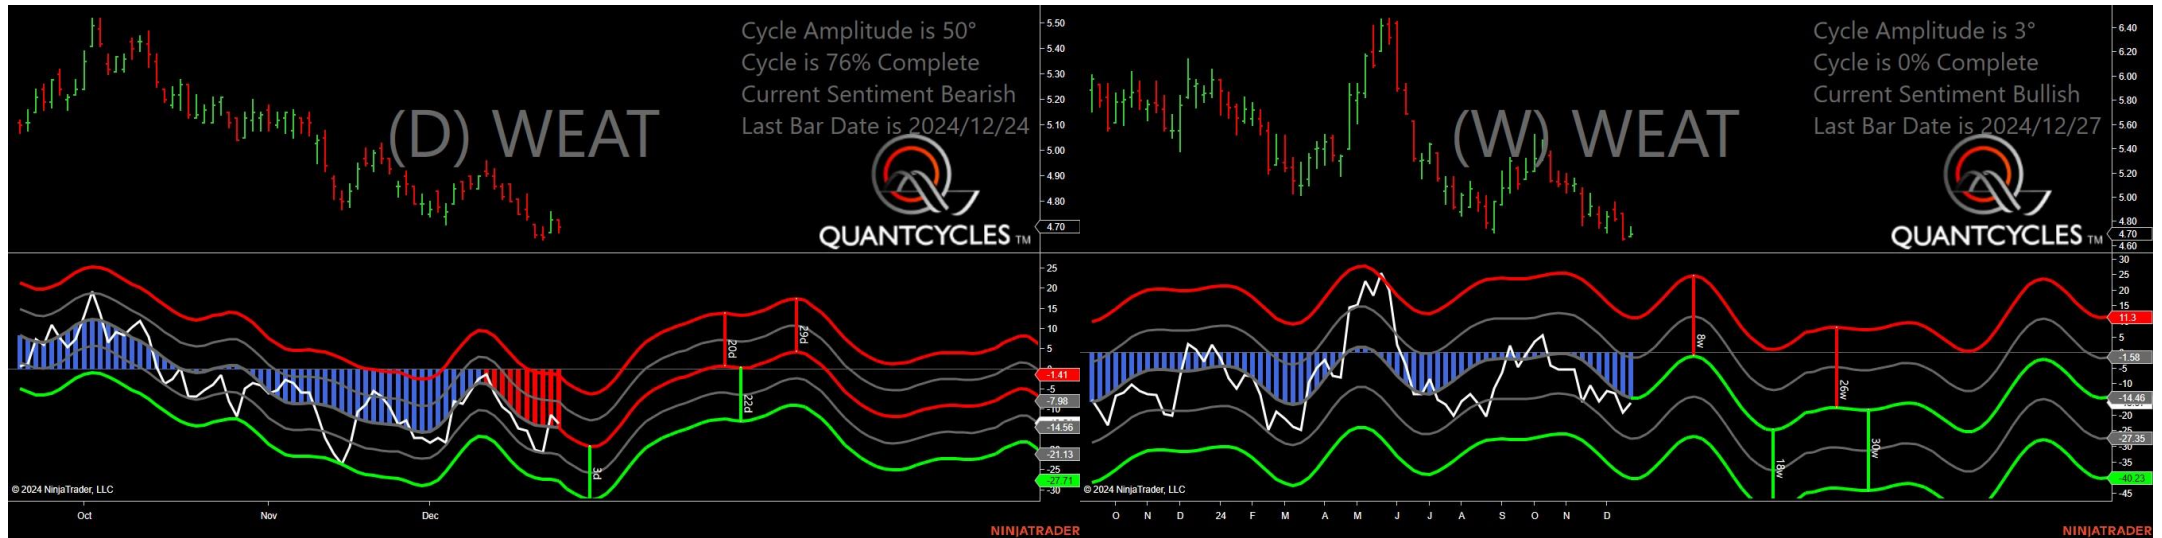 Cycle Amplitude is 50°
Cycle is 76% Complete
Current Sentiment Bearish
Last Bar Date is 2024/12/24
(D) WEAT
QUANTCYCLES TM
5.50
5.40
5.30
5.20
5.10
5.00
4.90
4.80
4.70
25
20
15
10
5
-1.41
-5
-7.98
-10
-14.56
-21.13
-25
-27.71
-30
20d
29d
22d
3d
© 2024 NinjaTrader, LLC
Oct
Nov
Dec
NINJATRADER
Cycle Amplitude is 3°
Cycle is 0% Complete
Current Sentiment Bullish
Last Bar Date is 2024/12/27
(W) WEAT
QUANTCYCLES TM
6.40
6.20
6.00
5.80
5.60
5.40
5.20
5.00
4.80
4.70
4.60
30
25
20
15
11.3
5
-1.58
-5
-10
-14.46
-20
-25
-27.35
-30
-35
-40.23
-45
8w
26w
18w
30w
© 2024 NinjaTrader, LLC
O
N
D
24
F
M
A
M
J
J
A
S
O
N
D
NINJATRADER